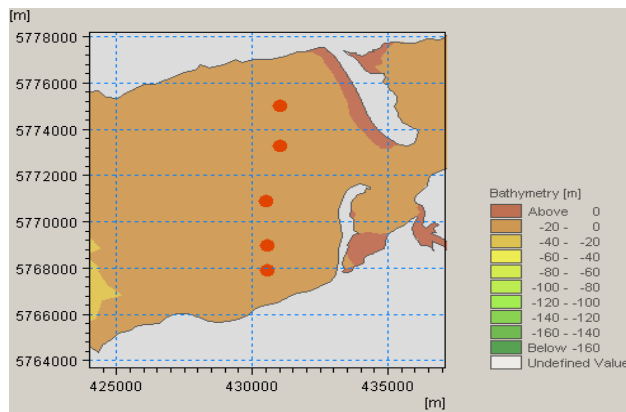 [m]
5778000
5776000
5774000
5772000
5770000
5768000
5766000
5764000
425000 430000 435000
[m]
Bathymetry [m]
Above 0
-20 - 0
-40 - -20
-60 - -40
-80 - -60
-100 - -80
-120 - -100
-140 - -120
-160 - -140
Below -160
Undefined Value